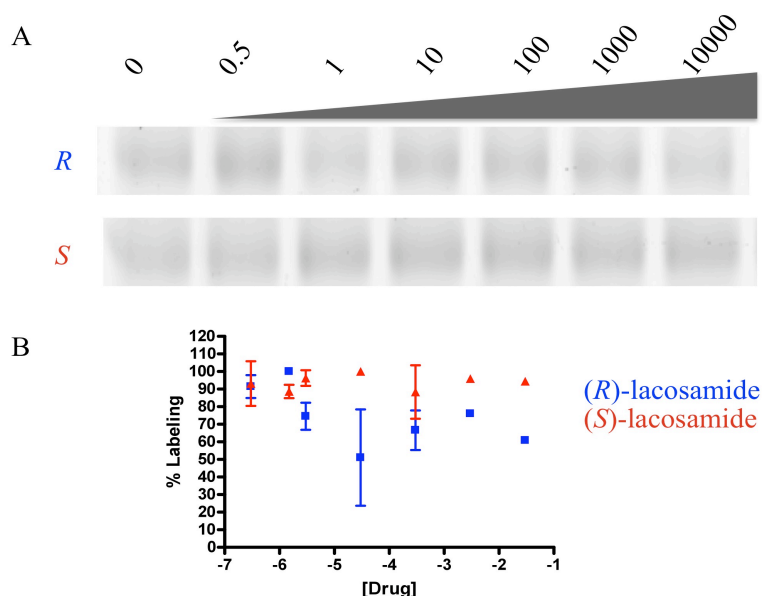 A
0 0.5 1 10 100 1000 10000
R
S
B
120
110
100
90
80
70
60
50
40
30
20
10
0
% Labeling
-7 -6 -5 -4 -3 -2 -1
[Drug]
(R)-lacosamide
(S)-lacosamide